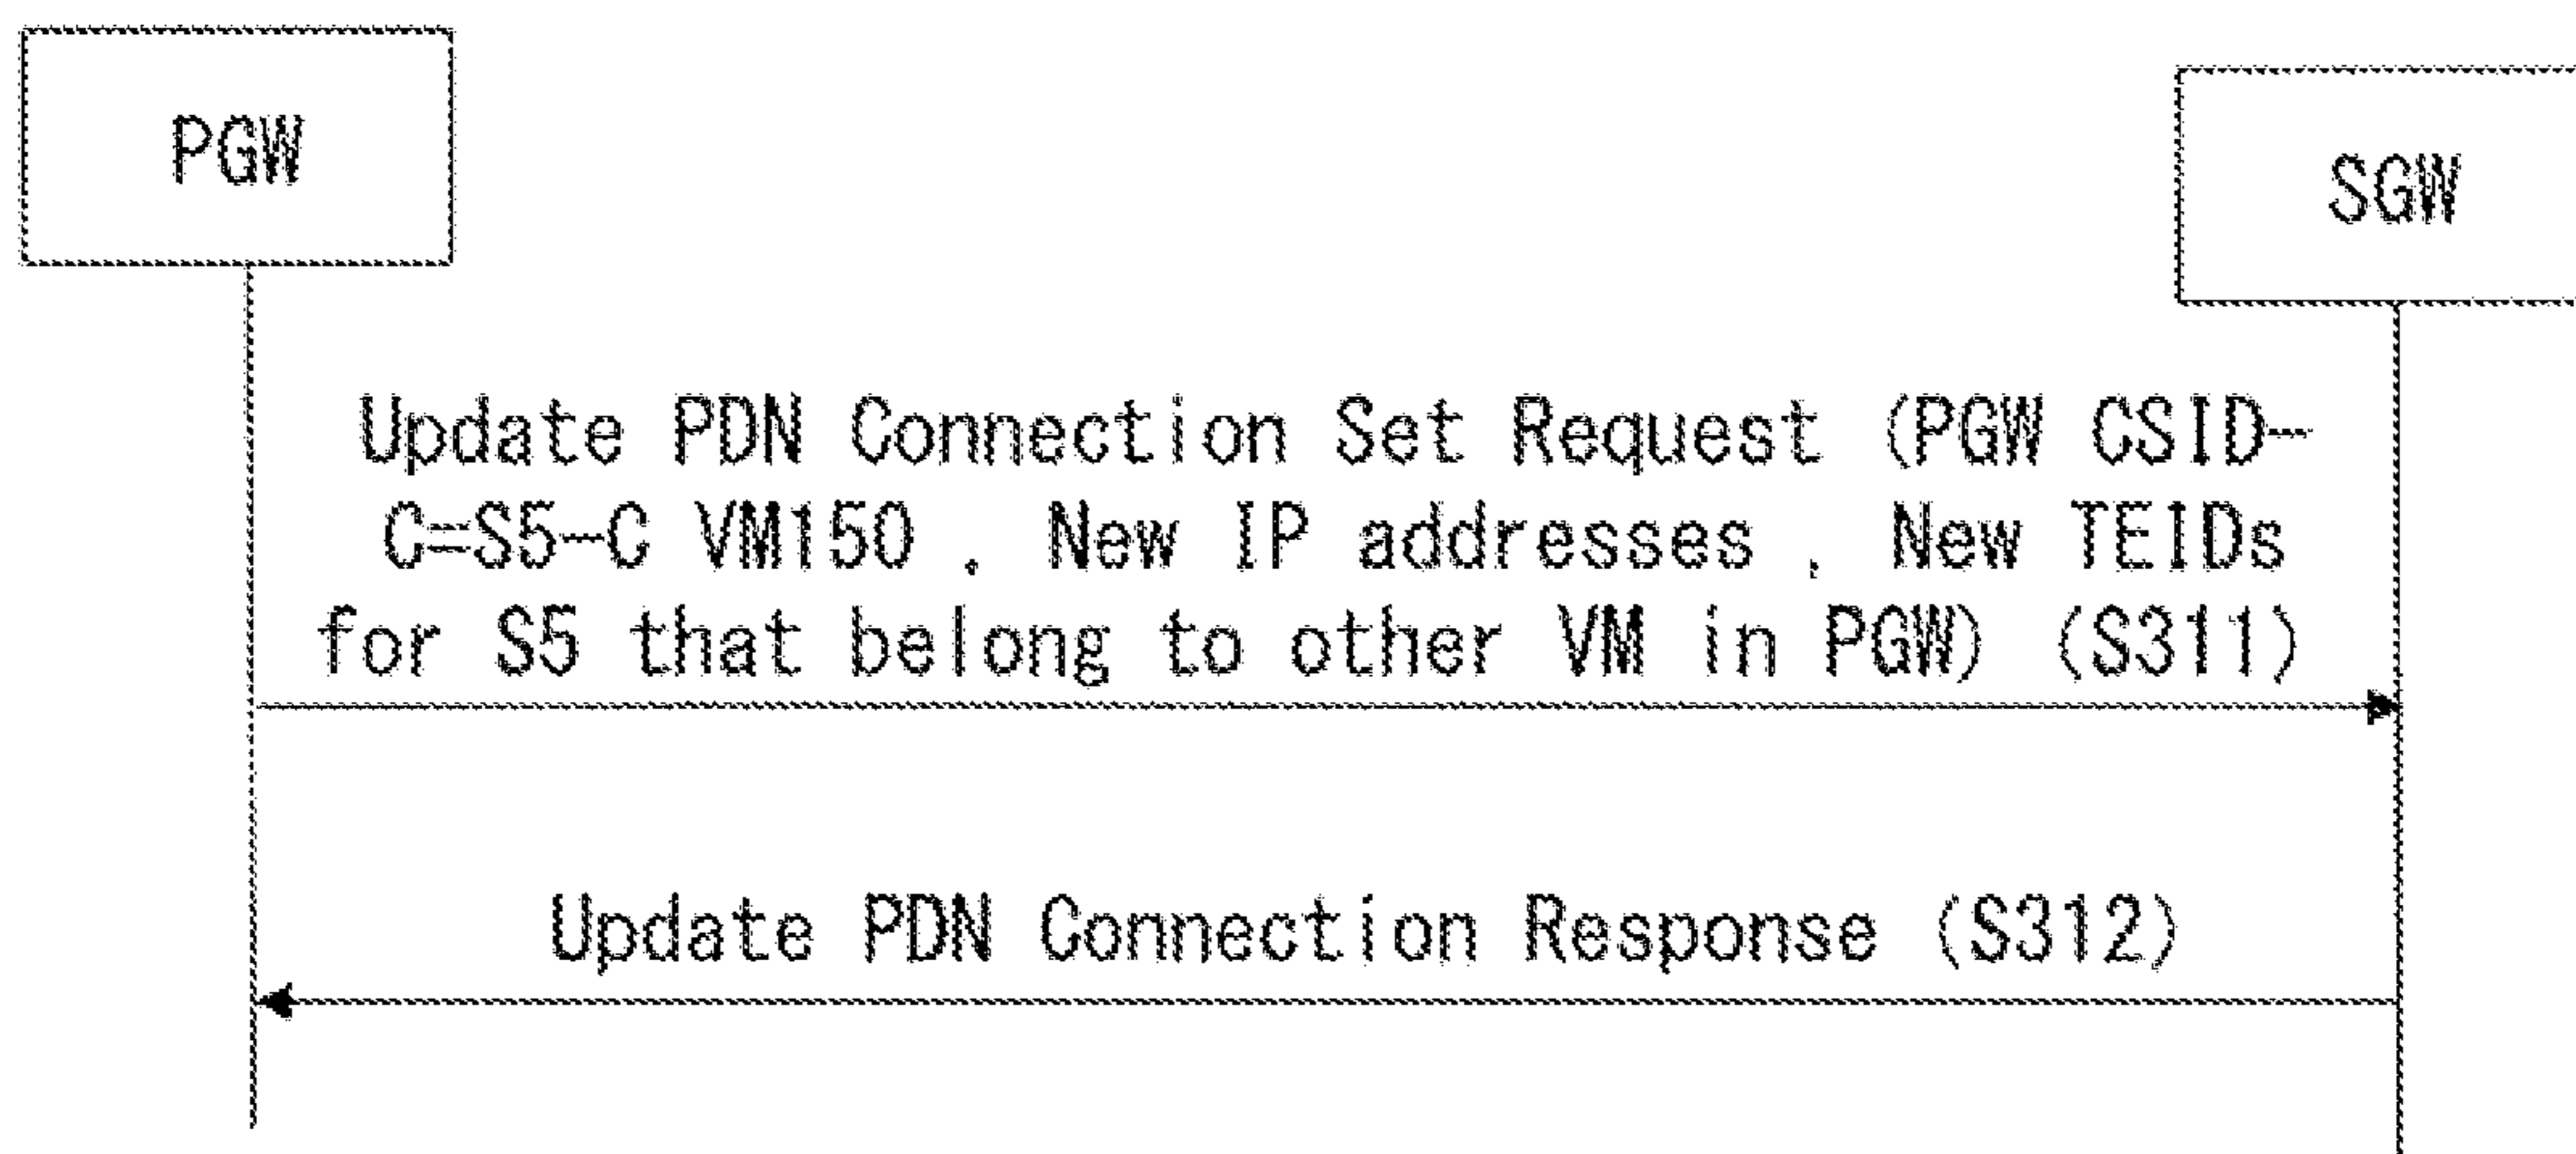 PGW
SGW
Update PDN Connection Set Request (PGW CSID-
C=S5-C VM150 , New IP addresses , New TEIDs
for S5 that belong to other VM in PGW) (S311)
Update PDN Connection Response (S312)